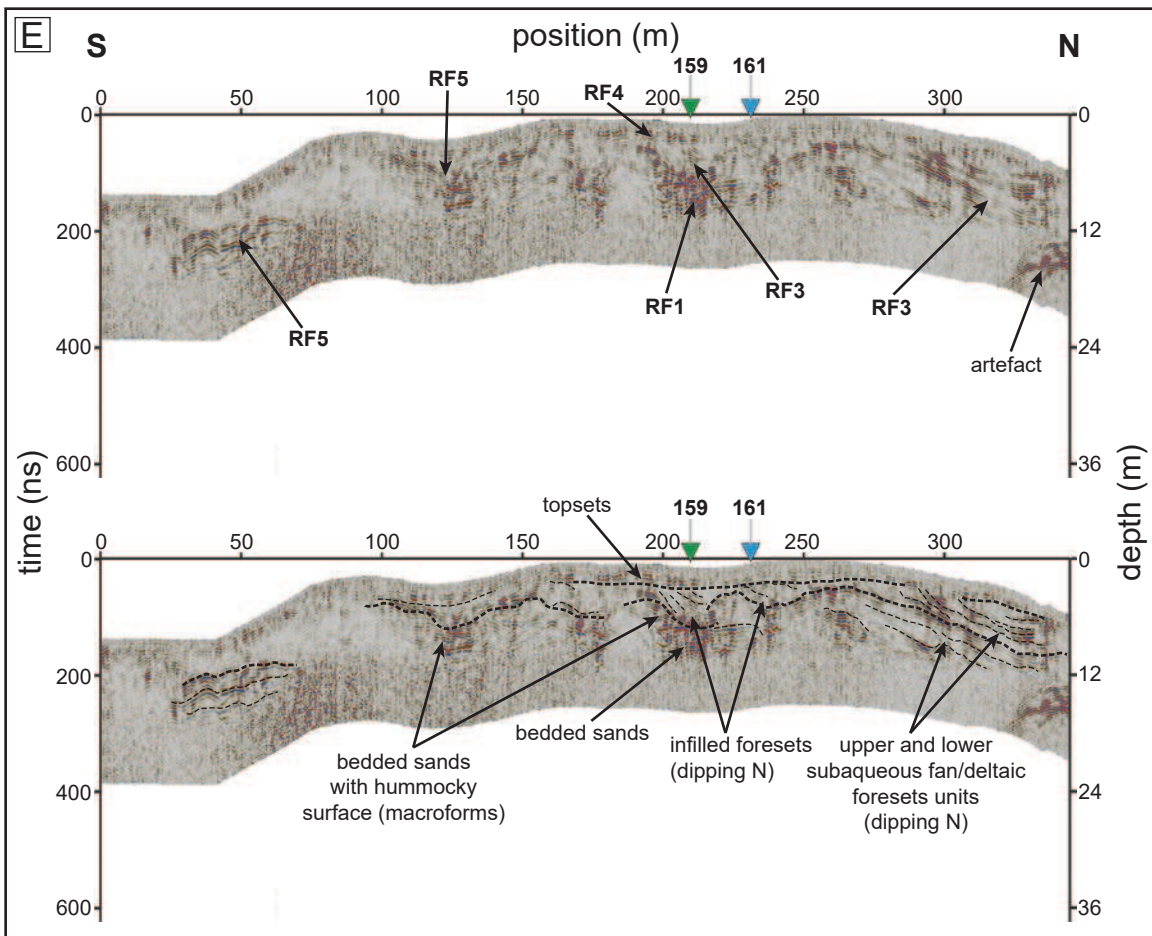 E
S
position (m)
N
159 161
RF5
RF4
0 50 100 150 200 250 300
0 0
200 12
400 24
600 36
RF3
RF1
RF3
RF5
artefact
time (ns)
depth (m)
topsets
159 161
0 50 100 150 200 250 300
0 0
200 12
400 24
600 36
bedded sands
with hummocky
surface (macroforms)
bedded sands
infilled foresets
(dipping N)
upper and lower
subaqueous fan/deltaic
foresets units
(dipping N)